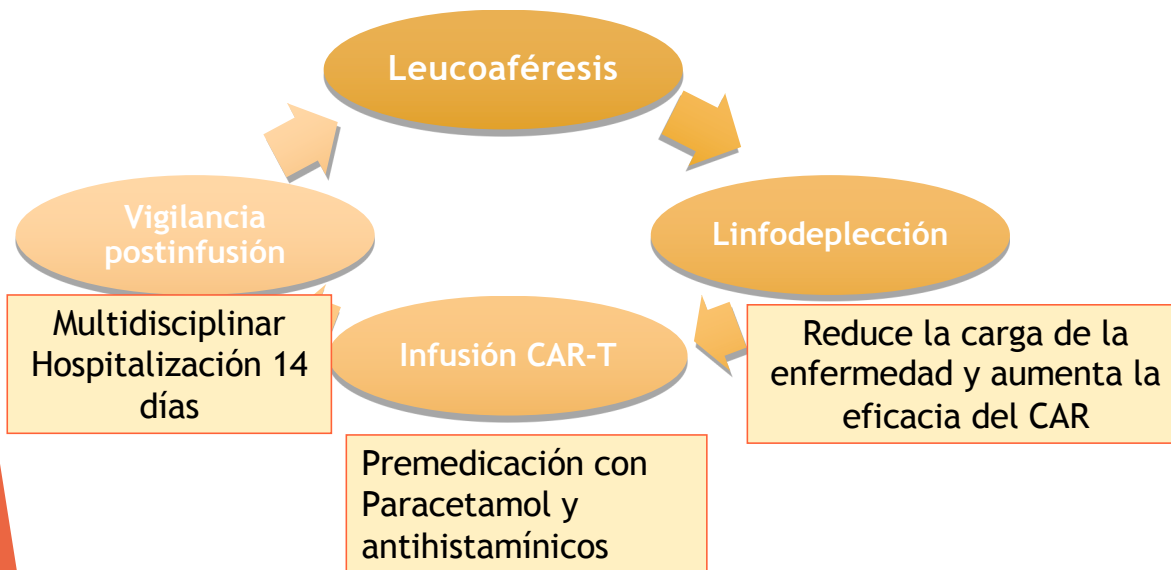 Leucoaféresis
Linfodeplección
Reduce la carga de la
enfermedad y aumenta la
eficacia del CAR
Infusión CAR-T
Premedicación con
Paracetamol y
antihistamínicos
Vigilancia
postinfusión
Multidisciplinar
Hospitalización 14
días